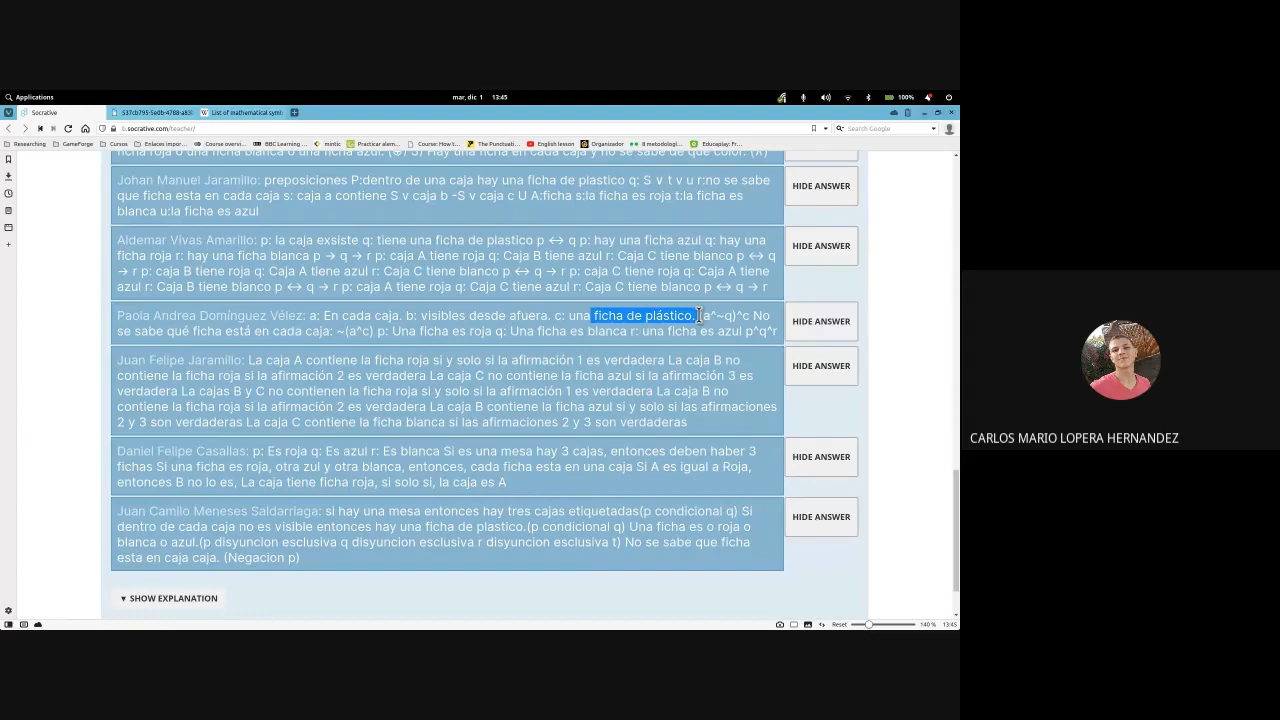 Applications
mar, dic 1 13:45
100%
Socrative
537cb795-5e0b-4788-a63
List of mathematical symb
b.socrative.com/teacher/
Search Google
Researching
GameForge
Cursos
Enlaces impor...
Course overvi...
BBC Learning ...
mintic
Practicar alem...
Course: How t...
The Punctuati...
English lesson
Organizador
8 metodologi...
Educaplay: Fr...
Johan Manuel Jaramillo: preposiciones P:dentro de una caja hay una ficha de plastico q: S v t v u r:no se sabe
que ficha esta en cada caja s: caja a contiene S v caja b -S v caja c U A:ficha s:la ficha es roja t:la ficha es
blanca u:la ficha es azul
HIDE ANSWER
Aldemar Vivas Amarillo: p: la caja exsiste q: tiene una ficha de plastico p ↔ q p: hay una ficha azul q: hay una
ficha roja r: hay una ficha blanca p → q → r p: caja A tiene roja q: Caja B tiene azul r: Caja C tiene blanco p ↔ q
→ r p: caja B tiene roja q: Caja A tiene azul r: Caja C tiene blanco p ↔ q → r p: caja C tiene roja q: Caja A tiene
azul r: Caja B tiene blanco p ↔ q → r p: caja A tiene roja q: Caja C tiene azul r: Caja C tiene blanco p ↔ q → r
HIDE ANSWER
Paola Andrea Domínguez Vélez: a: En cada caja. b: visibles desde afuera. c: una ficha de plástico. (a^~q)^c No
se sabe qué ficha está en cada caja: ~(a^c) p: Una ficha es roja q: Una ficha es blanca r: una ficha es azul p^q^r
HIDE ANSWER
Juan Felipe Jaramillo: La caja A contiene la ficha roja si y solo si la afirmación 1 es verdadera La caja B no
contiene la ficha roja si la afirmación 2 es verdadera La caja C no contiene la ficha azul si la afirmación 3 es
verdadera La cajas B y C no contienen la ficha roja si y solo si la afirmación 1 es verdadera La caja B no
contiene la ficha roja si la afirmación 2 es verdadera La caja B contiene la ficha azul si y solo si las afirmaciones
2 y 3 son verdaderas La caja C contiene la ficha blanca si las afirmaciones 2 y 3 son verdaderas
HIDE ANSWER
Daniel Felipe Casallas: p: Es roja q: Es azul r: Es blanca Si es una mesa hay 3 cajas, entonces deben haber 3
fichas Si una ficha es roja, otra zul y otra blanca, entonces, cada ficha esta en una caja Si A es igual a Roja,
entonces B no lo es, La caja tiene ficha roja, si solo si, la caja es A
HIDE ANSWER
Juan Camilo Meneses Saldarriaga: si hay una mesa entonces hay tres cajas etiquetadas(p condicional q) Si
dentro de cada caja no es visible entonces hay una ficha de plastico.(p condicional q) Una ficha es o roja o
blanca o azul.(p disyuncion esclusiva q disyuncion esclusiva r disyuncion esclusiva t) No se sabe que ficha
esta en caja caja. (Negacion p)
HIDE ANSWER
▼ SHOW EXPLANATION
Reset
140 %
13:45
CARLOS MARIO LOPERA HERNANDEZ